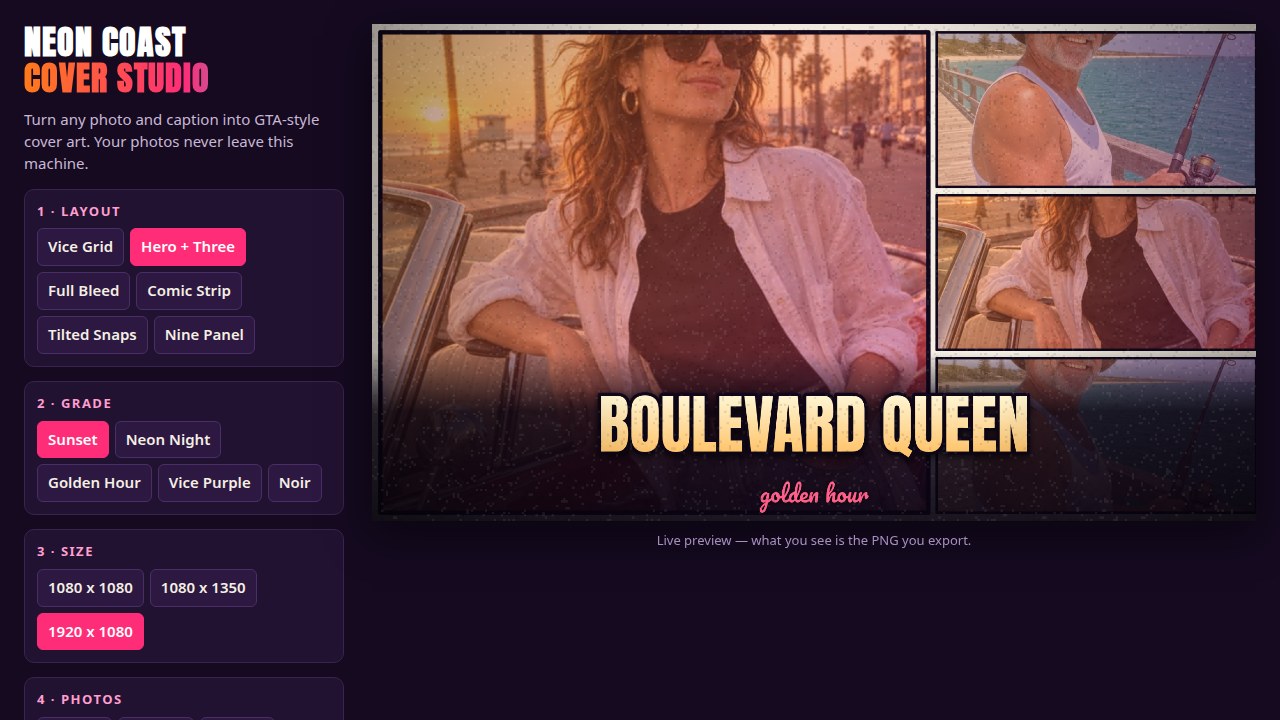 NEON COAST
COVER STUDIO
Turn any photo and caption into GTA-style
cover art. Your photos never leave this
machine.
1 · LAYOUT
Vice Grid
Hero + Three
Full Bleed
Comic Strip
Tilted Snaps
Nine Panel
2 · GRADE
Sunset
Neon Night
Golden Hour
Vice Purple
Noir
3 · SIZE
1080 x 1080
1080 x 1350
1920 x 1080
4 · PHOTOS
BOULEVARD QUEEN
golden hour
Live preview — what you see is the PNG you export.